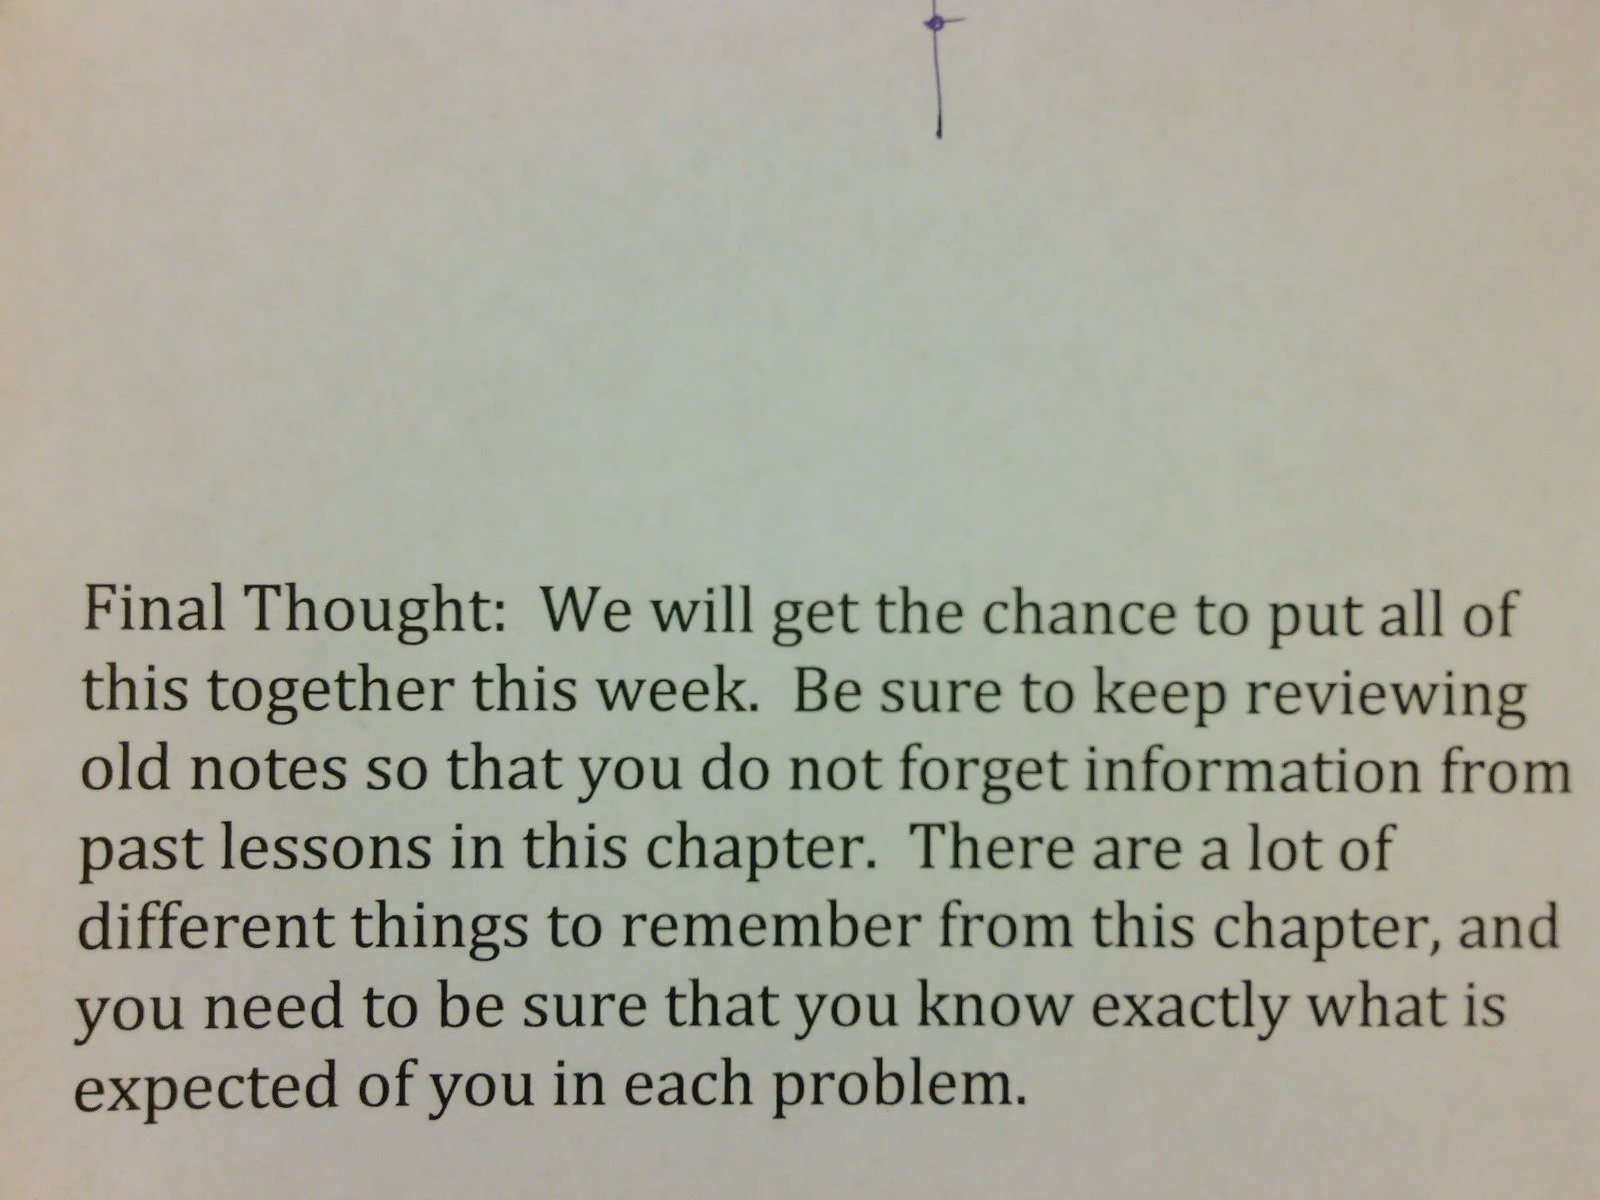 Final Thought:  We will get the chance to put all of
this together this week.  Be sure to keep reviewing
old notes so that you do not forget information from
past lessons in this chapter.  There are a lot of
different things to remember from this chapter, and
you need to be sure that you know exactly what is
expected of you in each problem.